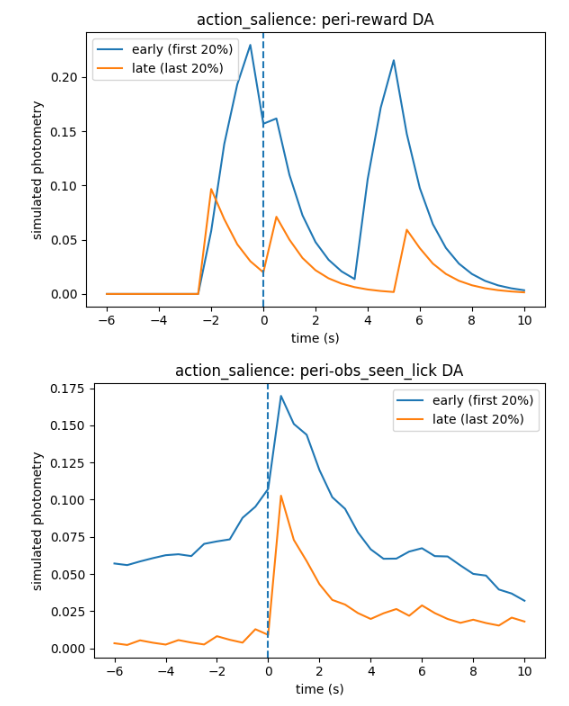 action_salience: peri-reward DA
early (first 20%)
late (last 20%)
simulated photometry
0.20
0.15
0.10
0.05
0.00
−6 −4 −2 0 2 4 6 8 10
time (s)
action_salience: peri-obs_seen_lick DA
early (first 20%)
late (last 20%)
simulated photometry
0.175
0.150
0.125
0.100
0.075
0.050
0.025
0.000
−6 −4 −2 0 2 4 6 8 10
time (s)